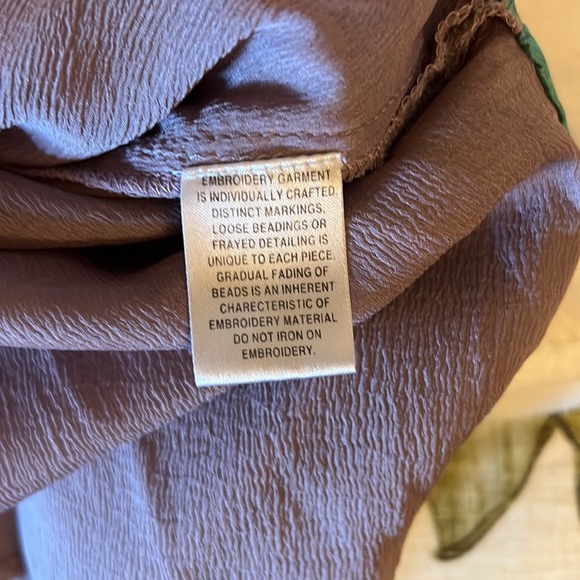 EMBROIDERY GARMENT
IS INDIVIDUALLY CRAFTED.
DISTINCT MARKINGS,
LOOSE BEADINGS OR
FRAYED DETAILING IS
UNIQUE TO EACH PIECE.
GRADUAL FADING OF
BEADS IS AN INHERENT
CHARECTERISTIC OF
EMBROIDERY MATERIAL
DO NOT IRON ON
EMBROIDERY.